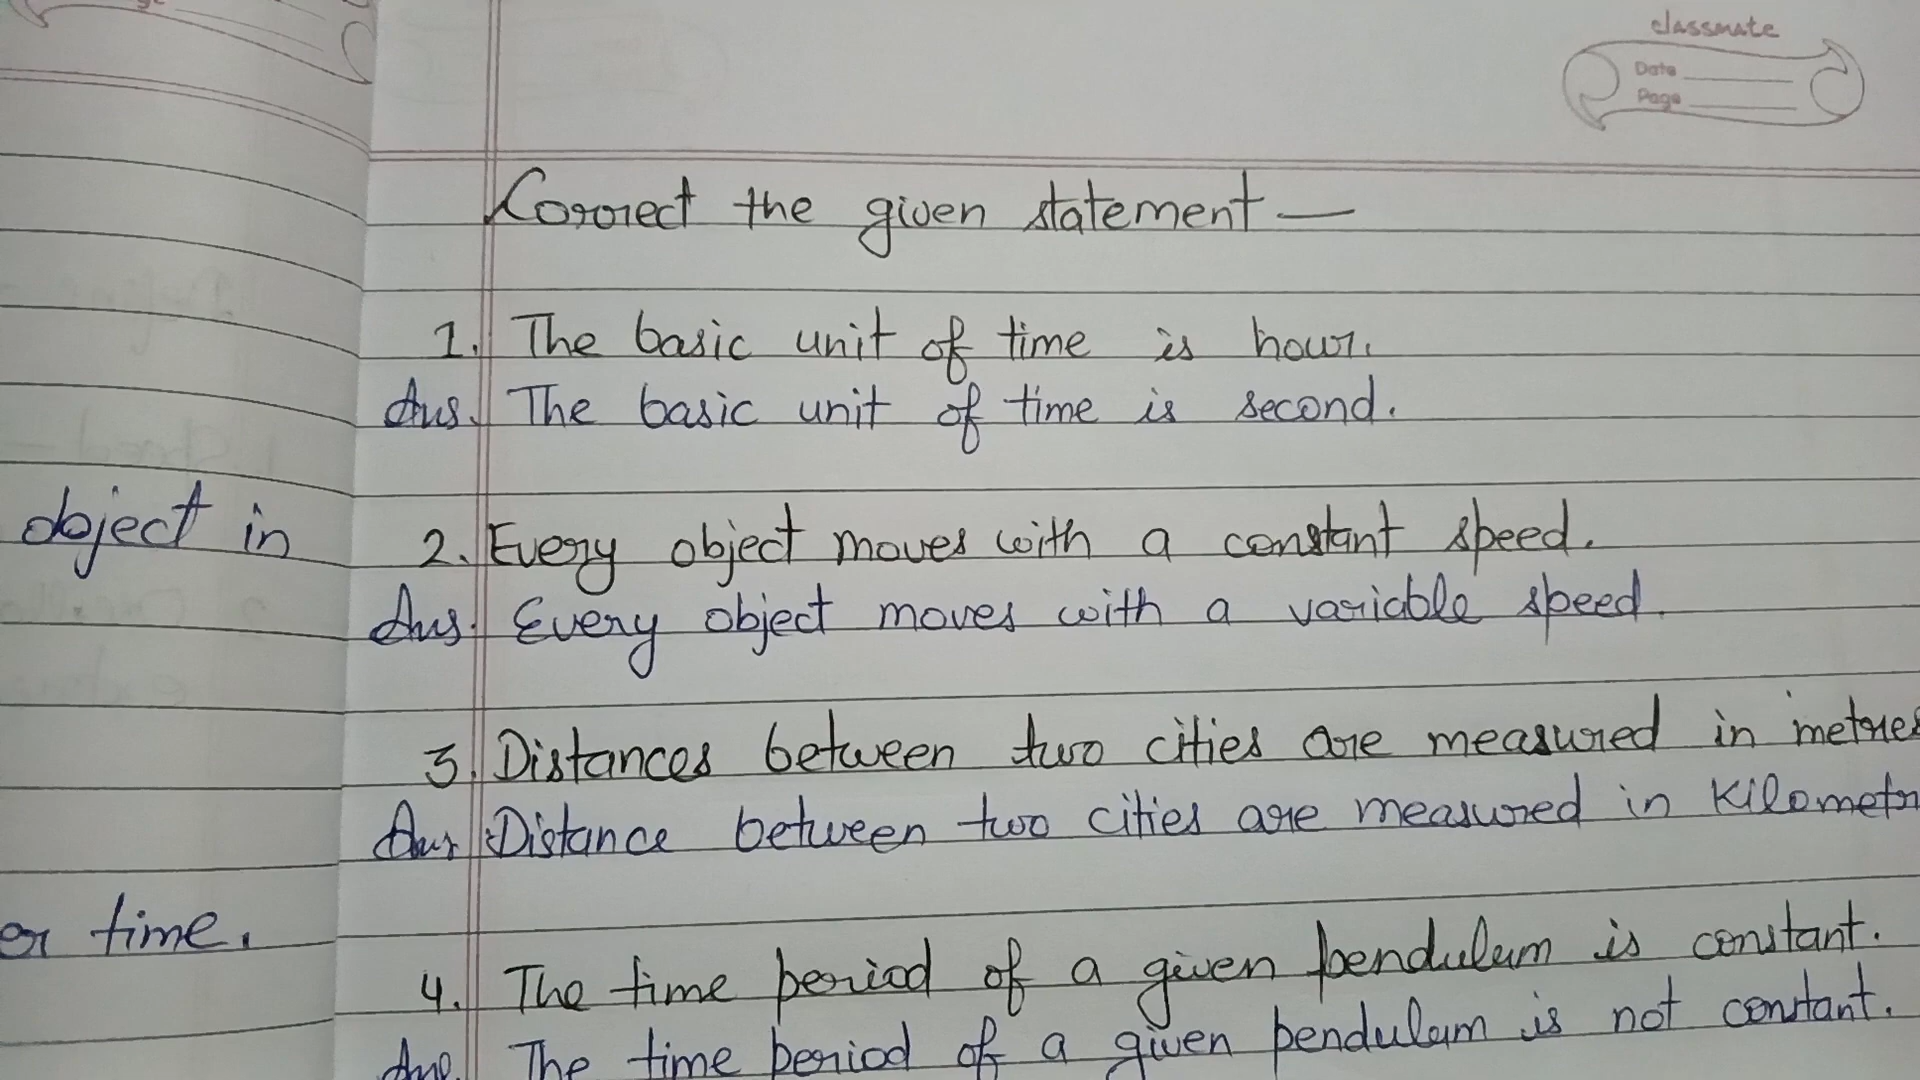 classmate
Date
Page
Correct the given statement —
1. The basic unit of time is hour.
Ans. The basic unit of time is second.
object in
2. Every object moves with a constant speed.
Ans. Every object moves with a variable speed.
3. Distances between two cities are measured in metres
Ans. Distance between two cities are measured in Kilometr
er time.
4. The time period of a given pendulum is constant.
Ans. The time period of a given pendulum is not constant.